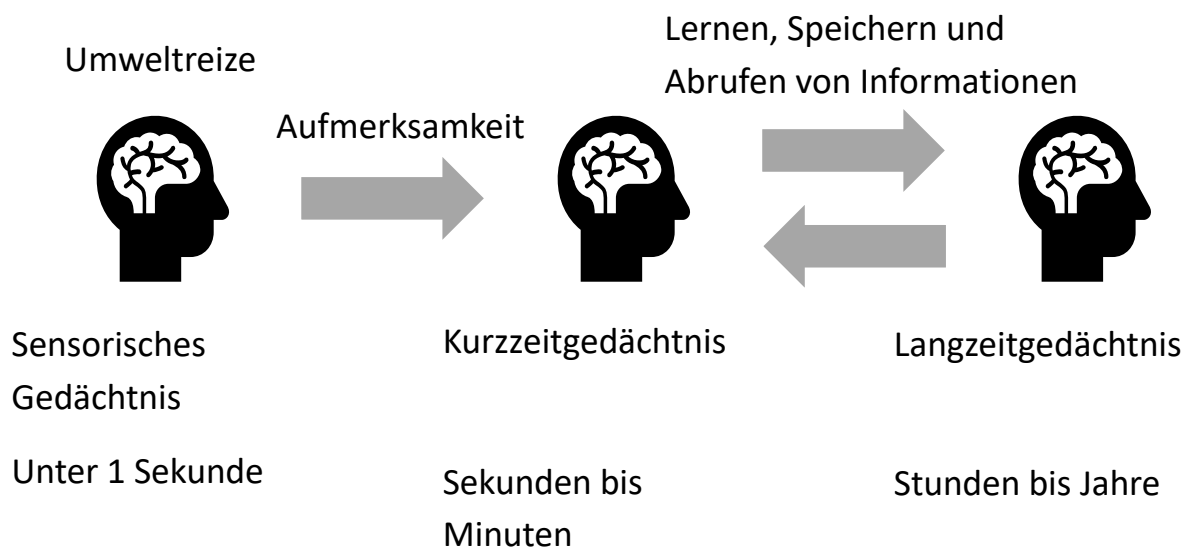 Umweltreize
Aufmerksamkeit
Lernen, Speichern und
Abrufen von Informationen
Sensorisches
Gedächtnis
Kurzzeitgedächtnis
Langzeitgedächtnis
Unter 1 Sekunde
Sekunden bis
Minuten
Stunden bis Jahre